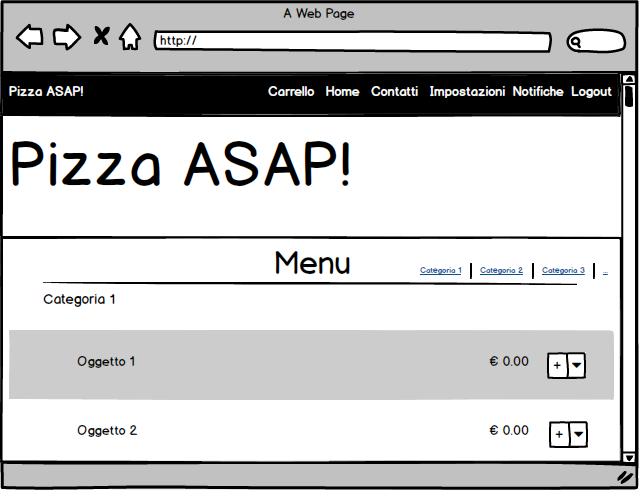 A Web Page
http://
Pizza ASAP! Carrello Home Contatti Impostazioni Notifiche Logout
Pizza ASAP!
Menu
Categoria 1 Categoria 2 Categoria 3 ...
Categoria 1
Oggetto 1 € 0.00 +
Oggetto 2 € 0.00 +